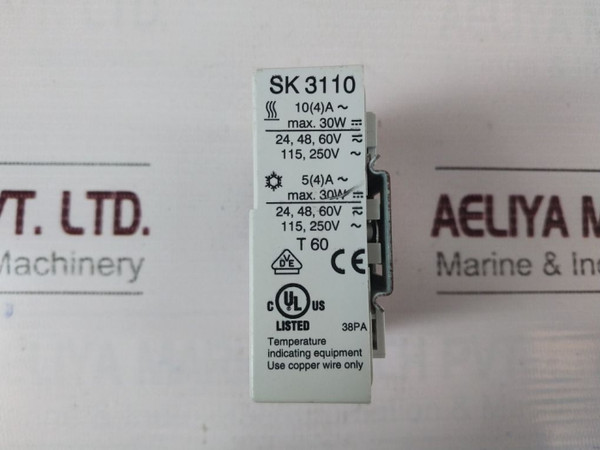 SK 3110
10(4)A ~
max. 30W ⎓
24, 48, 60V ≂
115, 250V ~
5(4)A ~
max. 30W ⎓
24, 48, 60V ≂
115, 250V ~
T 60
VDE
CE
C UL US
LISTED
38PA
Temperature
indicating equipment
Use copper wire only
VT. LTD.
Machinery
AELIYA M
Marine & Ind